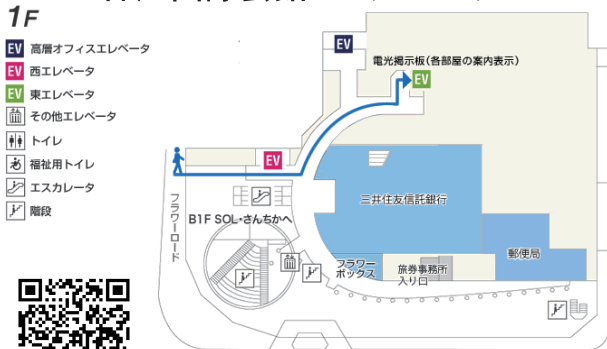 1F
EV 高層オフィスエレベータ
EV 西エレベータ
EV 東エレベータ
その他エレベータ
トイレ
福祉用トイレ
エスカレータ
階段
EV
電光掲示板(各部屋の案内表示)
EV
EV
フラワーロード
B1F SOL・さんちかへ
三井住友信託銀行
郵便局
フラワー
ボックス
旅券事務所
入り口